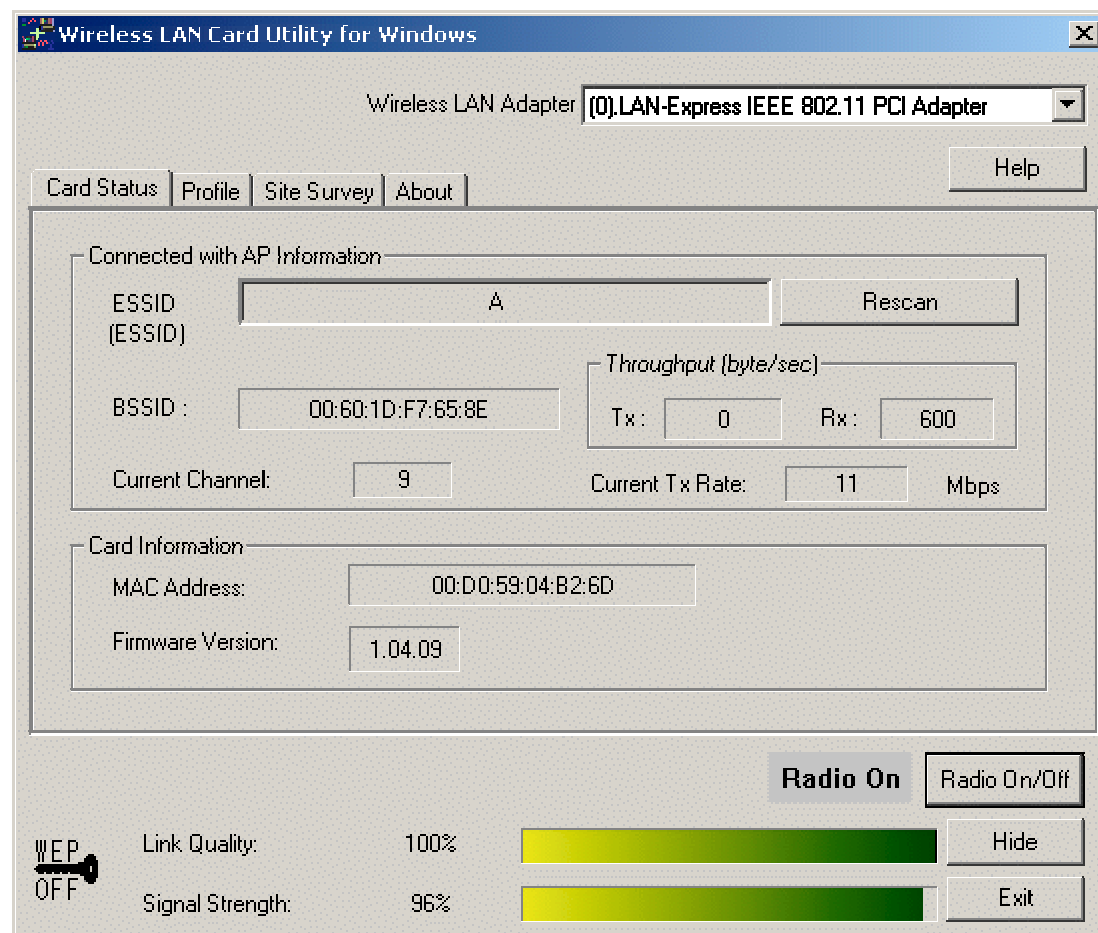 Wireless LAN Card Utility for Windows
Wireless LAN Adapter (0).LAN-Express IEEE 802.11 PCI Adapter
Help
Card Status Profile Site Survey About
Connected with AP Information
ESSID A Rescan
(ESSID)
Throughput (byte/sec)
BSSID : 00:60:1D:F7:65:8E
Tx : 0 Rx : 600
Current Channel: 9 Current Tx Rate: 11 Mbps
Card Information
MAC Address: 00:D0:59:04:B2:6D
Firmware Version: 1.04.09
Radio On Radio On/Off
WEP
OFF
Link Quality: 100% Hide
Signal Strength: 96% Exit